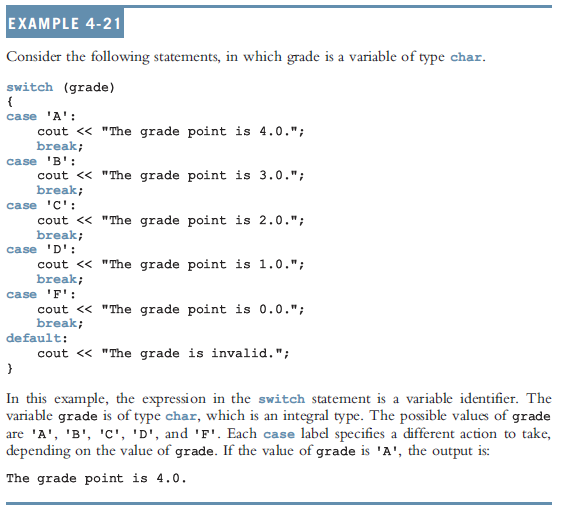 EXAMPLE 4-21
Consider the following statements, in which grade is a variable of type char.
switch (grade)
{
case 'A':
    cout << "The grade point is 4.0.";
    break;
case 'B':
    cout << "The grade point is 3.0.";
    break;
case 'C':
    cout << "The grade point is 2.0.";
    break;
case 'D':
    cout << "The grade point is 1.0.";
    break;
case 'F':
    cout << "The grade point is 0.0.";
    break;
default:
    cout << "The grade is invalid.";
}
In this example, the expression in the switch statement is a variable identifier. The
variable grade is of type char, which is an integral type. The possible values of grade
are 'A', 'B', 'C', 'D', and 'F'. Each case label specifies a different action to take,
depending on the value of grade. If the value of grade is 'A', the output is:
The grade point is 4.0.